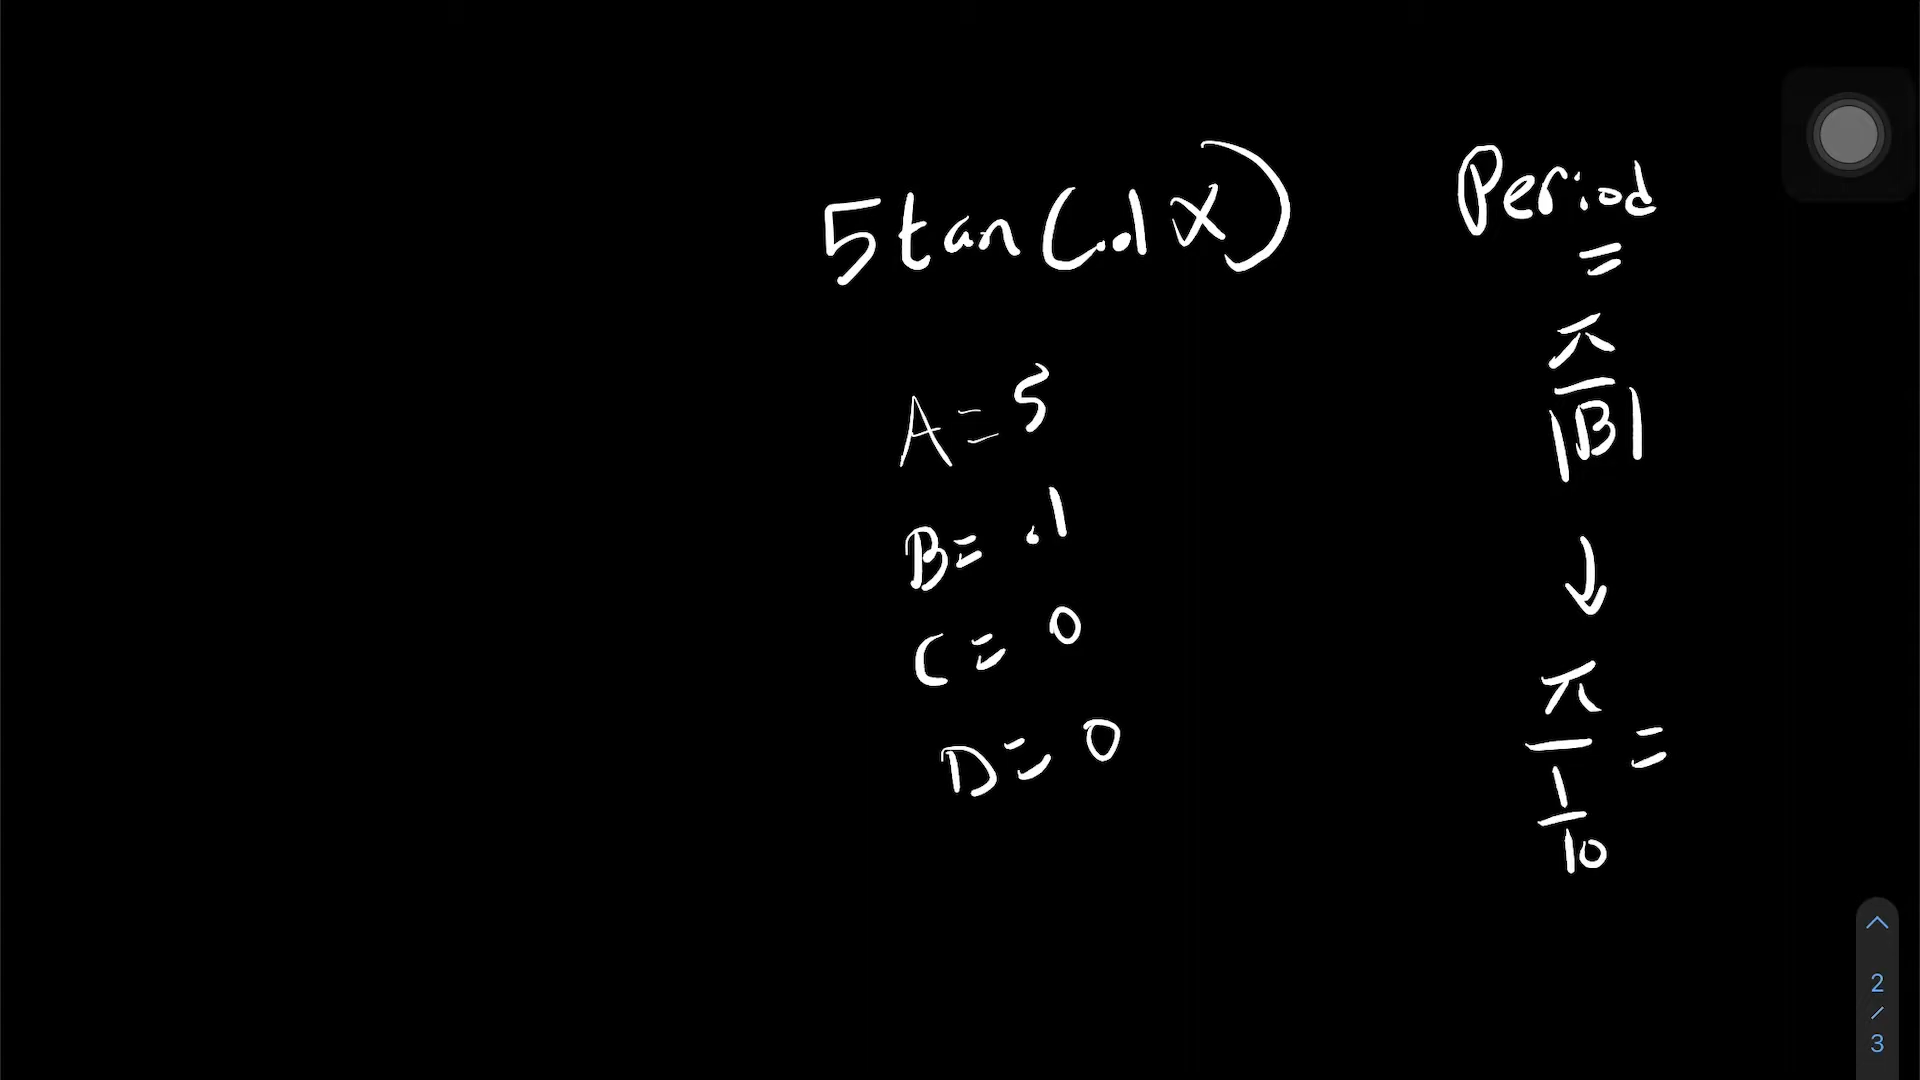 5tan(.1x)
A=5
B= .1
C= 0
D= 0
Period
=
π
|B|
↓
π
1 =
10
2
/
3